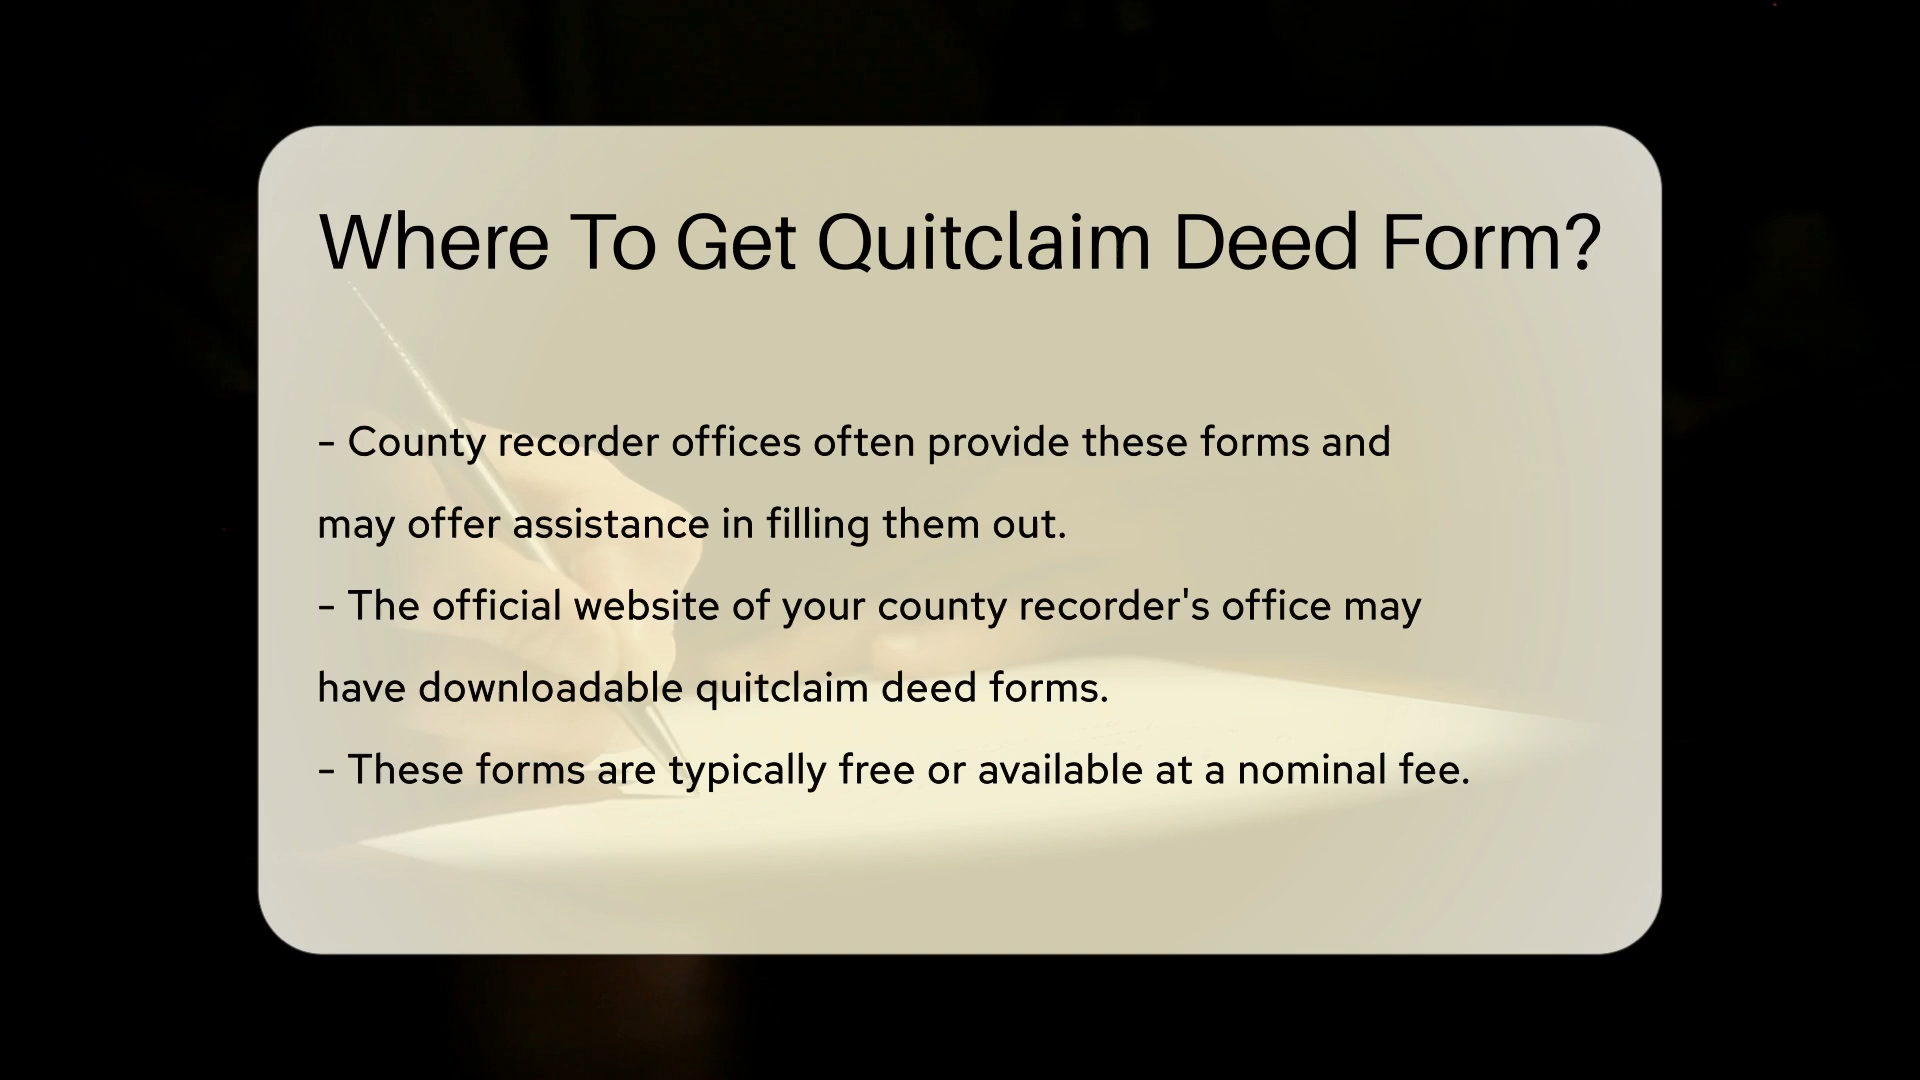 Where To Get Quitclaim Deed Form?
- County recorder offices often provide these forms and
may offer assistance in filling them out.
- The official website of your county recorder's office may
have downloadable quitclaim deed forms.
- These forms are typically free or available at a nominal fee.